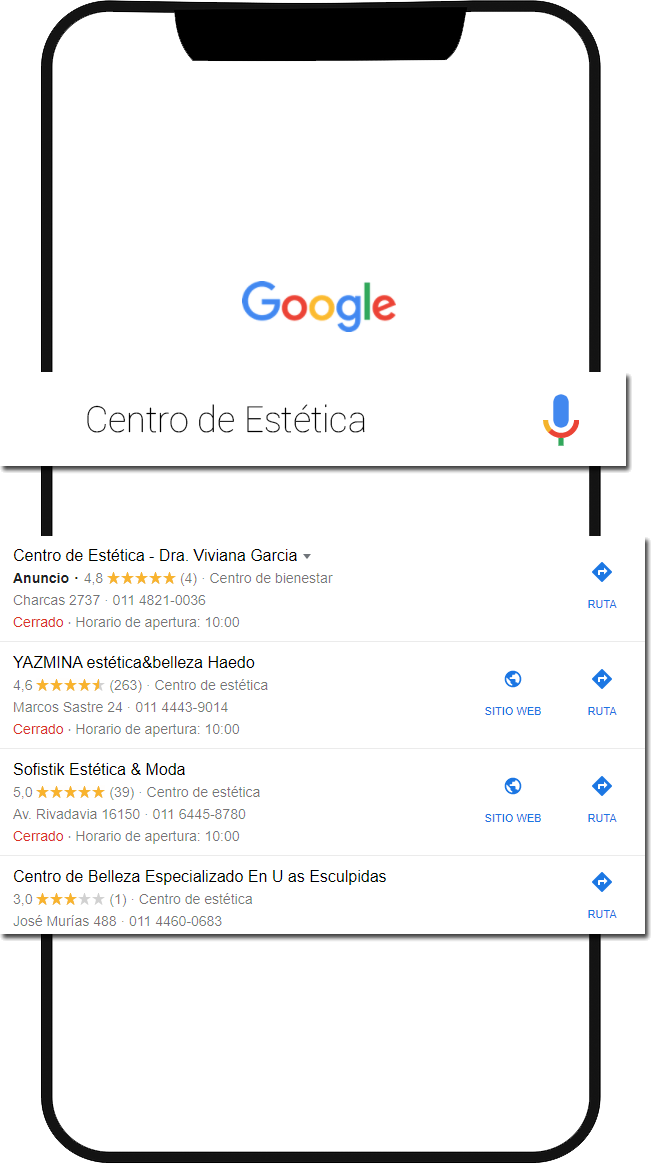 Google
Centro de Estética
Centro de Estética - Dra. Viviana Garcia
Anuncio · 4,8 (4) · Centro de bienestar
Charcas 2737 · 011 4821-0036
RUTA
Cerrado · Horario de apertura: 10:00
YAZMINA estética&belleza Haedo
4,6 (263) · Centro de estética
Marcos Sastre 24 · 011 4443-9014
SITIO WEB RUTA
Cerrado · Horario de apertura: 10:00
Sofistik Estética & Moda
5,0 (39) · Centro de estética
Av. Rivadavia 16150 · 011 6445-8780
SITIO WEB RUTA
Cerrado · Horario de apertura: 10:00
Centro de Belleza Especializado En U as Esculpidas
3,0 (1) · Centro de estética
José Murías 488 · 011 4460-0683
RUTA